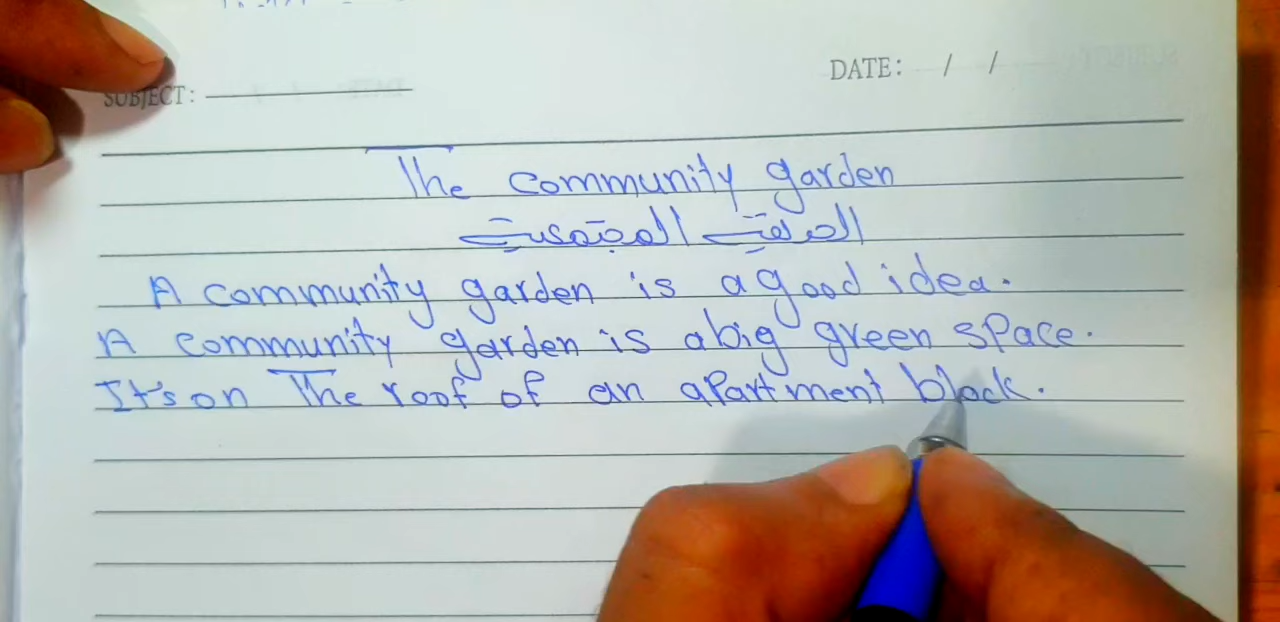 SUBJECT:
DATE: / /
The community garden
الحديقة المجتمعية
A community garden is a good idea.
A community garden is a big green space.
It's on The roof of an apartment block.